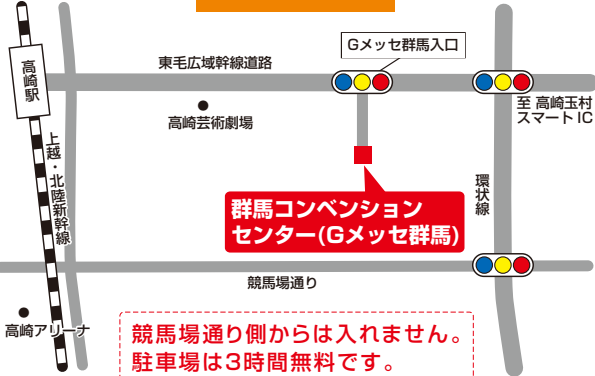 Gメッセ群馬入口
東毛広域幹線道路
高崎駅
高崎芸術劇場
至 高崎玉村
スマートIC
上越・北陸新幹線
環状線
群馬コンベンション
センター(Gメッセ群馬)
競馬場通り
高崎アリーナ
競馬場通り側からは入れません。
駐車場は3時間無料です。